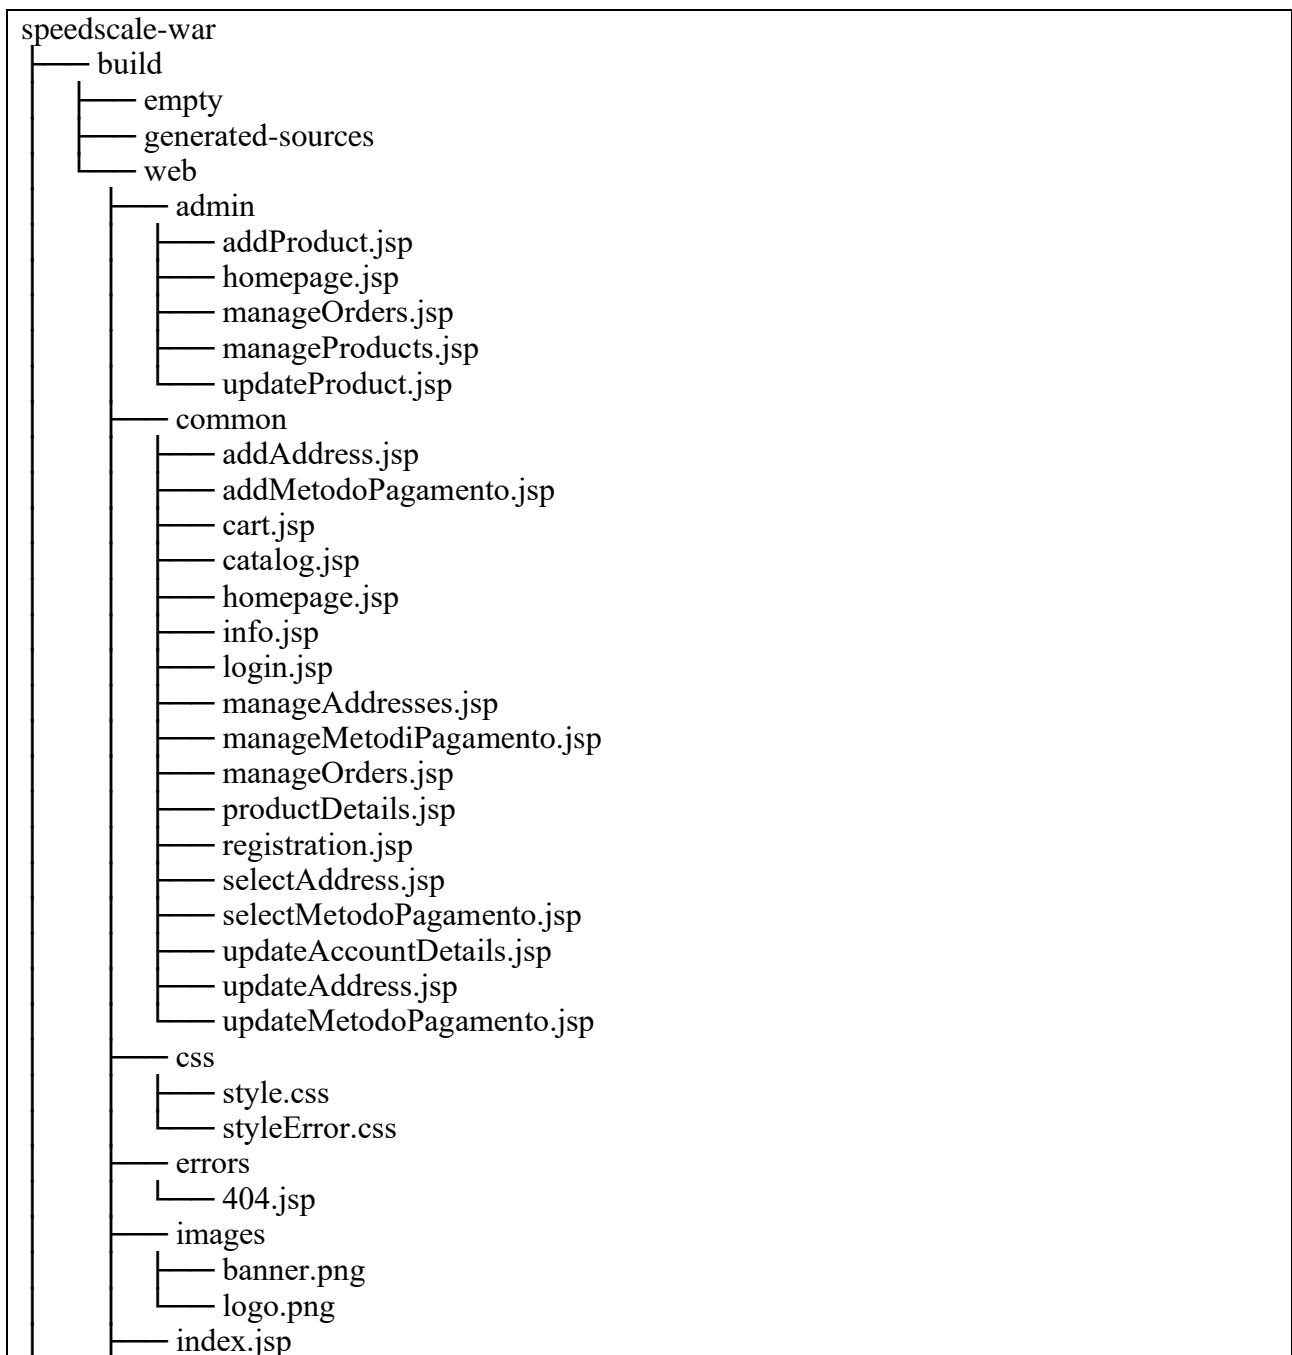 speedscale-war
build
empty
generated-sources
web
admin
addProduct.jsp
homepage.jsp
manageOrders.jsp
manageProducts.jsp
updateProduct.jsp
common
addAddress.jsp
addMetodoPagamento.jsp
cart.jsp
catalog.jsp
homepage.jsp
info.jsp
login.jsp
manageAddresses.jsp
manageMetodiPagamento.jsp
manageOrders.jsp
productDetails.jsp
registration.jsp
selectAddress.jsp
selectMetodoPagamento.jsp
updateAccountDetails.jsp
updateAddress.jsp
updateMetodoPagamento.jsp
css
style.css
styleError.css
errors
404.jsp
images
banner.png
logo.png
index.jsp